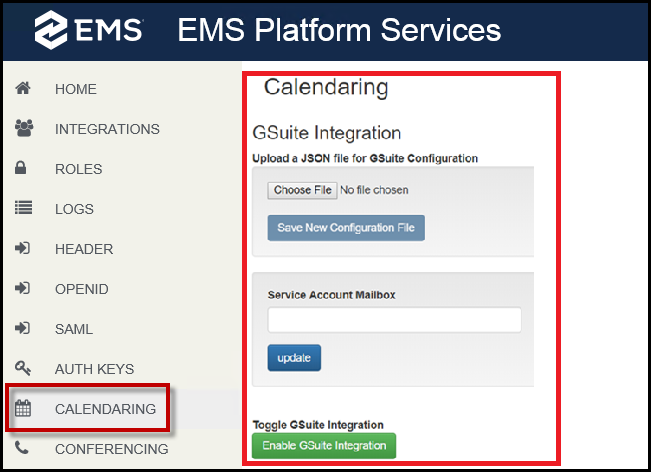 EMS EMS Platform Services
HOME
INTEGRATIONS
ROLES
LOGS
HEADER
OPENID
SAML
AUTH KEYS
CALENDARING
CONFERENCING
Calendaring
GSuite Integration
Upload a JSON file for GSuite Configuration
Choose File No file chosen
Save New Configuration File
Service Account Mailbox
update
Toggle GSuite Integration
Enable GSuite Integration